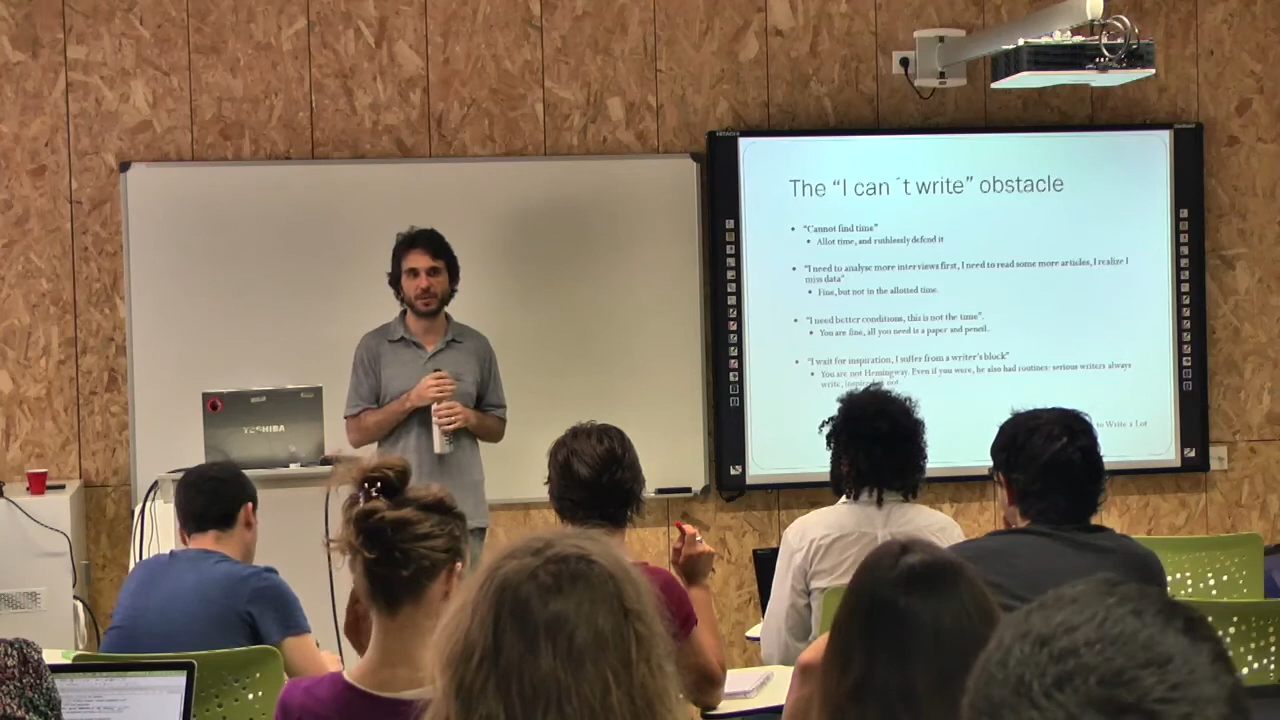 HITACHI
The "I can ´t write" obstacle
• "Cannot find time"
• Allot time, and ruthlessly defend it
• "I need to analyse more interviews first, I need to read some more articles, I realize I
miss data"
• Fine, but not in the allotted time.
• "I need better conditions, this is not the time".
• You are fine, all you need is a paper and pencil.
• "I wait for inspiration, I suffer from a writer's block"
• You are not Hemingway. Even if you were, he also had routines: serious writers always
write, inspired or not.
to Write a Lot
TOSHIBA